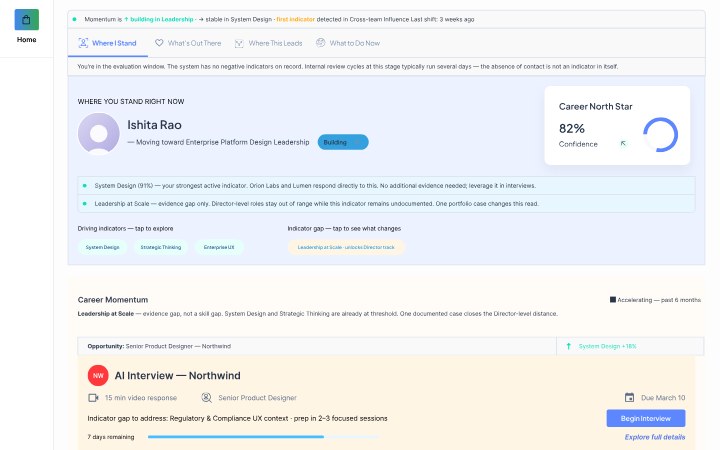 Momentum is ↑ building in Leadership · → stable in System Design · first indicator detected in Cross-team Influence Last shift: 3 weeks ago
Home
Where I Stand What's Out There Where This Leads What to Do Now
You're in the evaluation window. The system has no negative indicators on record. Internal review cycles at this stage typically run several days — the absence of contact is not an indicator in itself.
WHERE YOU STAND RIGHT NOW
Ishita Rao
— Moving toward Enterprise Platform Design Leadership Building
Career North Star
82%
Confidence
System Design (91%) — your strongest active indicator. Orion Labs and Lumen respond directly to this. No additional evidence needed; leverage it in interviews.
Leadership at Scale — evidence gap only. Director-level roles stay out of range while this indicator remains undocumented. One portfolio case changes this read.
Driving indicators — tap to explore Indicator gap — tap to see what changes
System Design Strategic Thinking Enterprise UX Leadership at Scale · unlocks Director track
Career Momentum Accelerating — past 6 months
Leadership at Scale — evidence gap, not a skill gap. System Design and Strategic Thinking are already at threshold. One documented case closes the Director-level distance.
Opportunity: Senior Product Designer — Northwind ↑ System Design +18%
NW AI Interview — Northwind
15 min video response Senior Product Designer Due March 10
Indicator gap to address: Regulatory & Compliance UX context · prep in 2–3 focused sessions Begin Interview
7 days remaining Explore full details